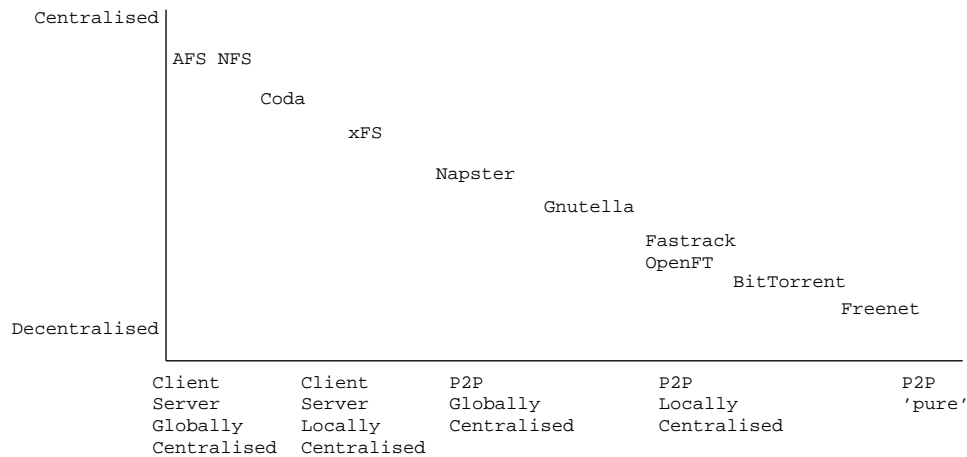 Centralised
AFS NFS
Coda
xFS
Napster
Gnutella
Fastrack
OpenFT
BitTorrent
Freenet
Decentralised
Client
Server
Globally
Centralised
Client
Server
Locally
Centralised
P2P
Globally
Centralised
P2P
Locally
Centralised
P2P
'pure'